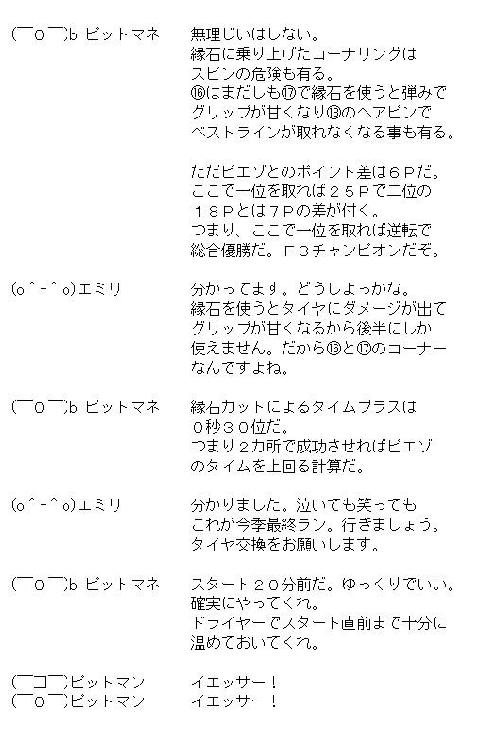 (￣О￣)b ピットマネ 無理じいはしない。
縁石に乗り上げたコーナリングは
スピンの危険も有る。
⑯はまだしも⑰で縁石を使うと弾みで
グリップが甘くなり⑱のヘアピンで
ベストラインが取れなくなる事も有る。
ただピエゾとのポイント差は６Ｐだ。
ここで一位を取れば２５Ｐで二位の
１８Ｐとは７Ｐの差が付く。
つまり、ここで一位を取れば逆転で
総合優勝だ。Ｆ３チャンピオンだぞ。
(o＾-＾o)エミリ 分かってます。どうしよっかな。
縁石を使うとタイヤにダメージが出て
グリップが甘くなるから後半にしか
使えません。だから⑯と⑰のコーナー
なんですよね。
(￣О￣)b ピットマネ 縁石カットによるタイムプラスは
０秒３０位だ。
つまり２カ所で成功させればピエゾ
のタイムを上回る計算だ。
(o＾-＾o)エミリ 分かりました。泣いても笑っても
これが今季最終ラン。行きましょう。
タイヤ交換をお願いします。
(￣О￣)b ピットマネ スタート２０分前だ。ゆっくりでいい。
確実にやってくれ。
ドライヤーでスタート直前まで十分に
温めておいてくれ。
(￣コ￣)ピットマン イエッサー！
(￣О￣)ピットマン イエッサー！